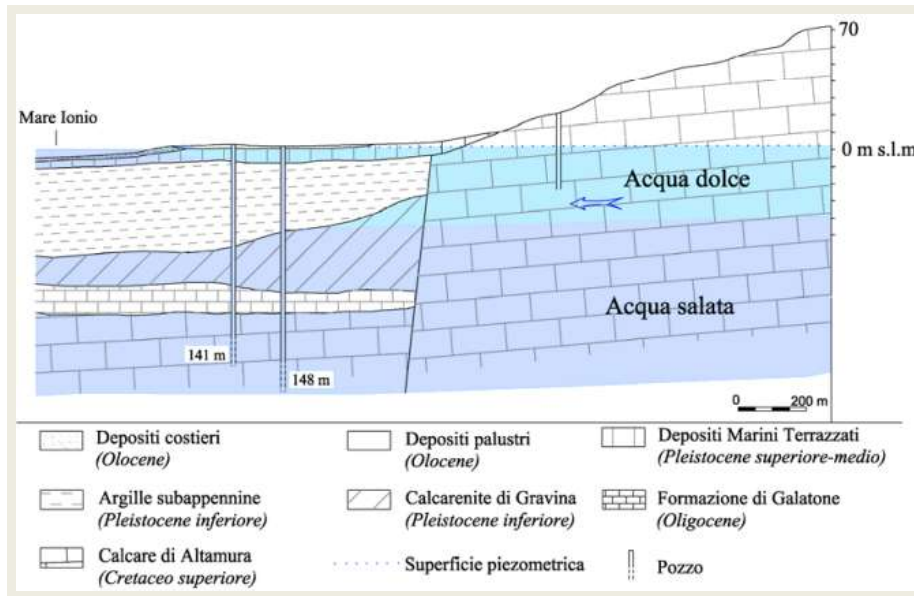 70
Mare Ionio
0 m s.l.m
Acqua dolce
Acqua salata
141 m
148 m
0 200 m
Depositi costieri
(Olocene)
Depositi palustri
(Olocene)
Depositi Marini Terrazzati
(Pleistocene superiore-medio)
Argille subappennine
(Pleistocene inferiore)
Calcarenite di Gravina
(Pleistocene inferiore)
Formazione di Galatone
(Oligocene)
Calcare di Altamura
(Cretaceo superiore)
Superficie piezometrica
Pozzo